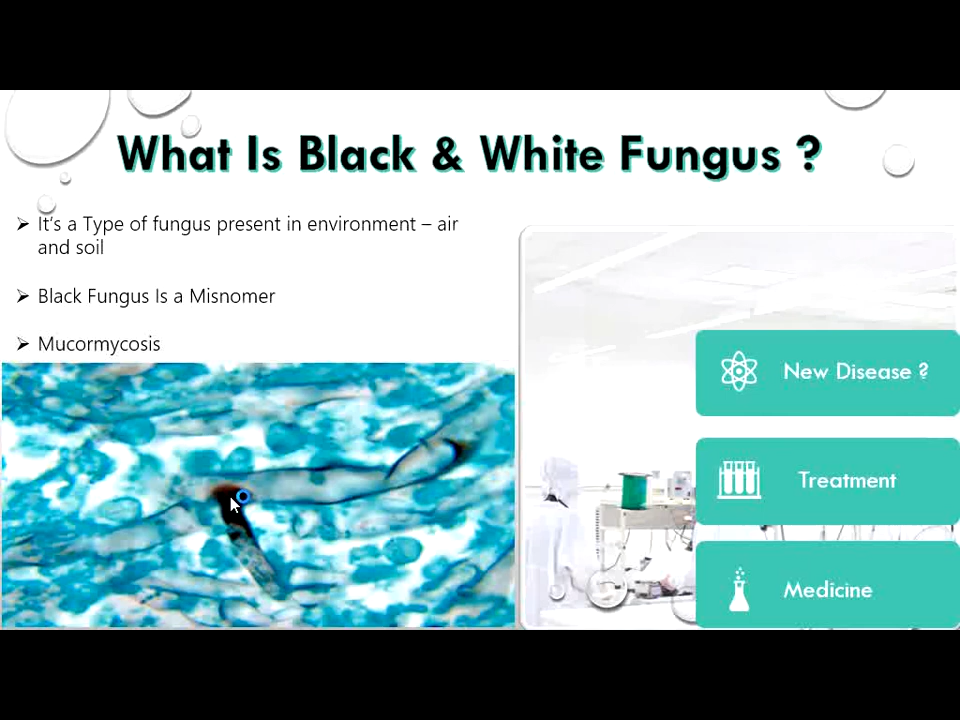 What Is Black & White Fungus ?
➢ It's a Type of fungus present in environment – air
and soil
➢ Black Fungus Is a Misnomer
➢ Mucormycosis
New Disease ?
Treatment
Medicine